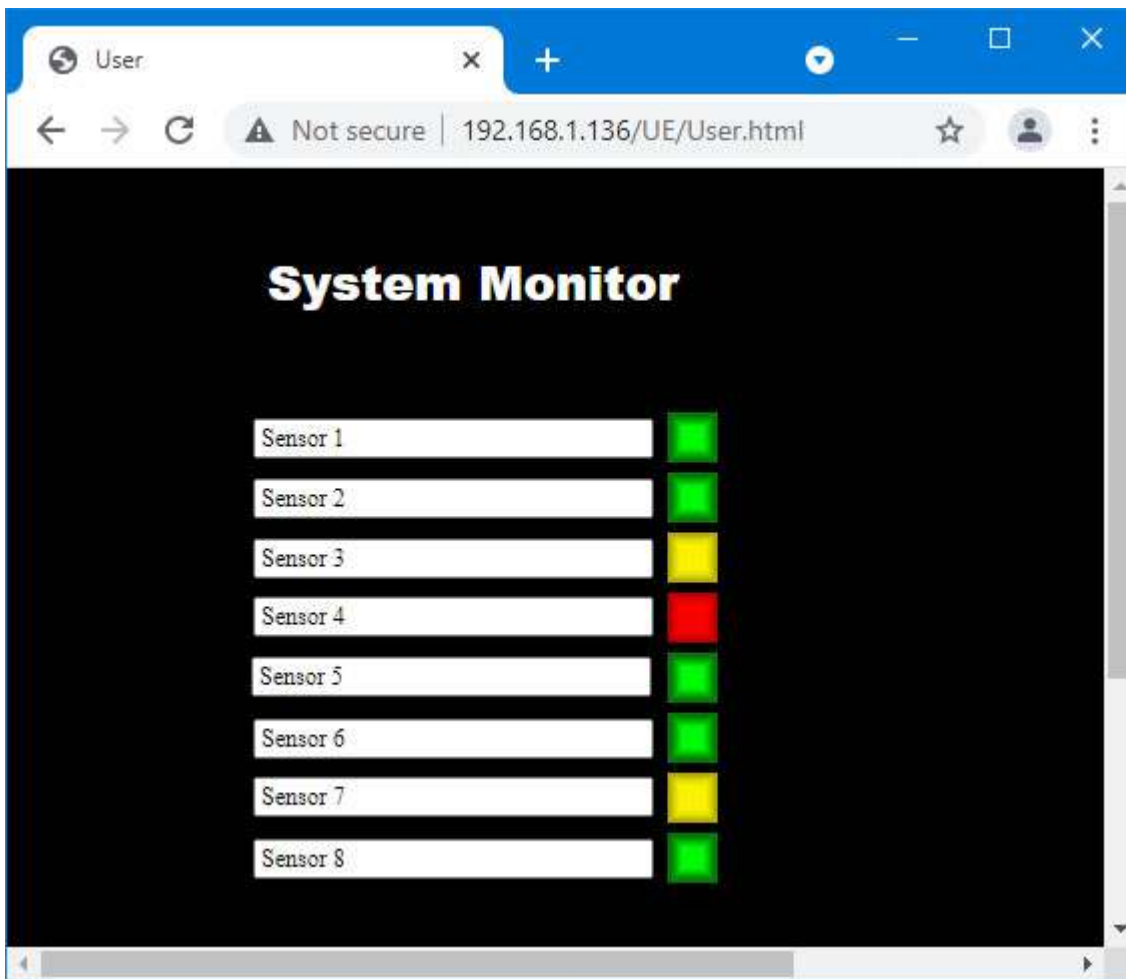 User
Not secure 192.168.1.136/UE/User.html
System Monitor
Sensor 1
Sensor 2
Sensor 3
Sensor 4
Sensor 5
Sensor 6
Sensor 7
Sensor 8